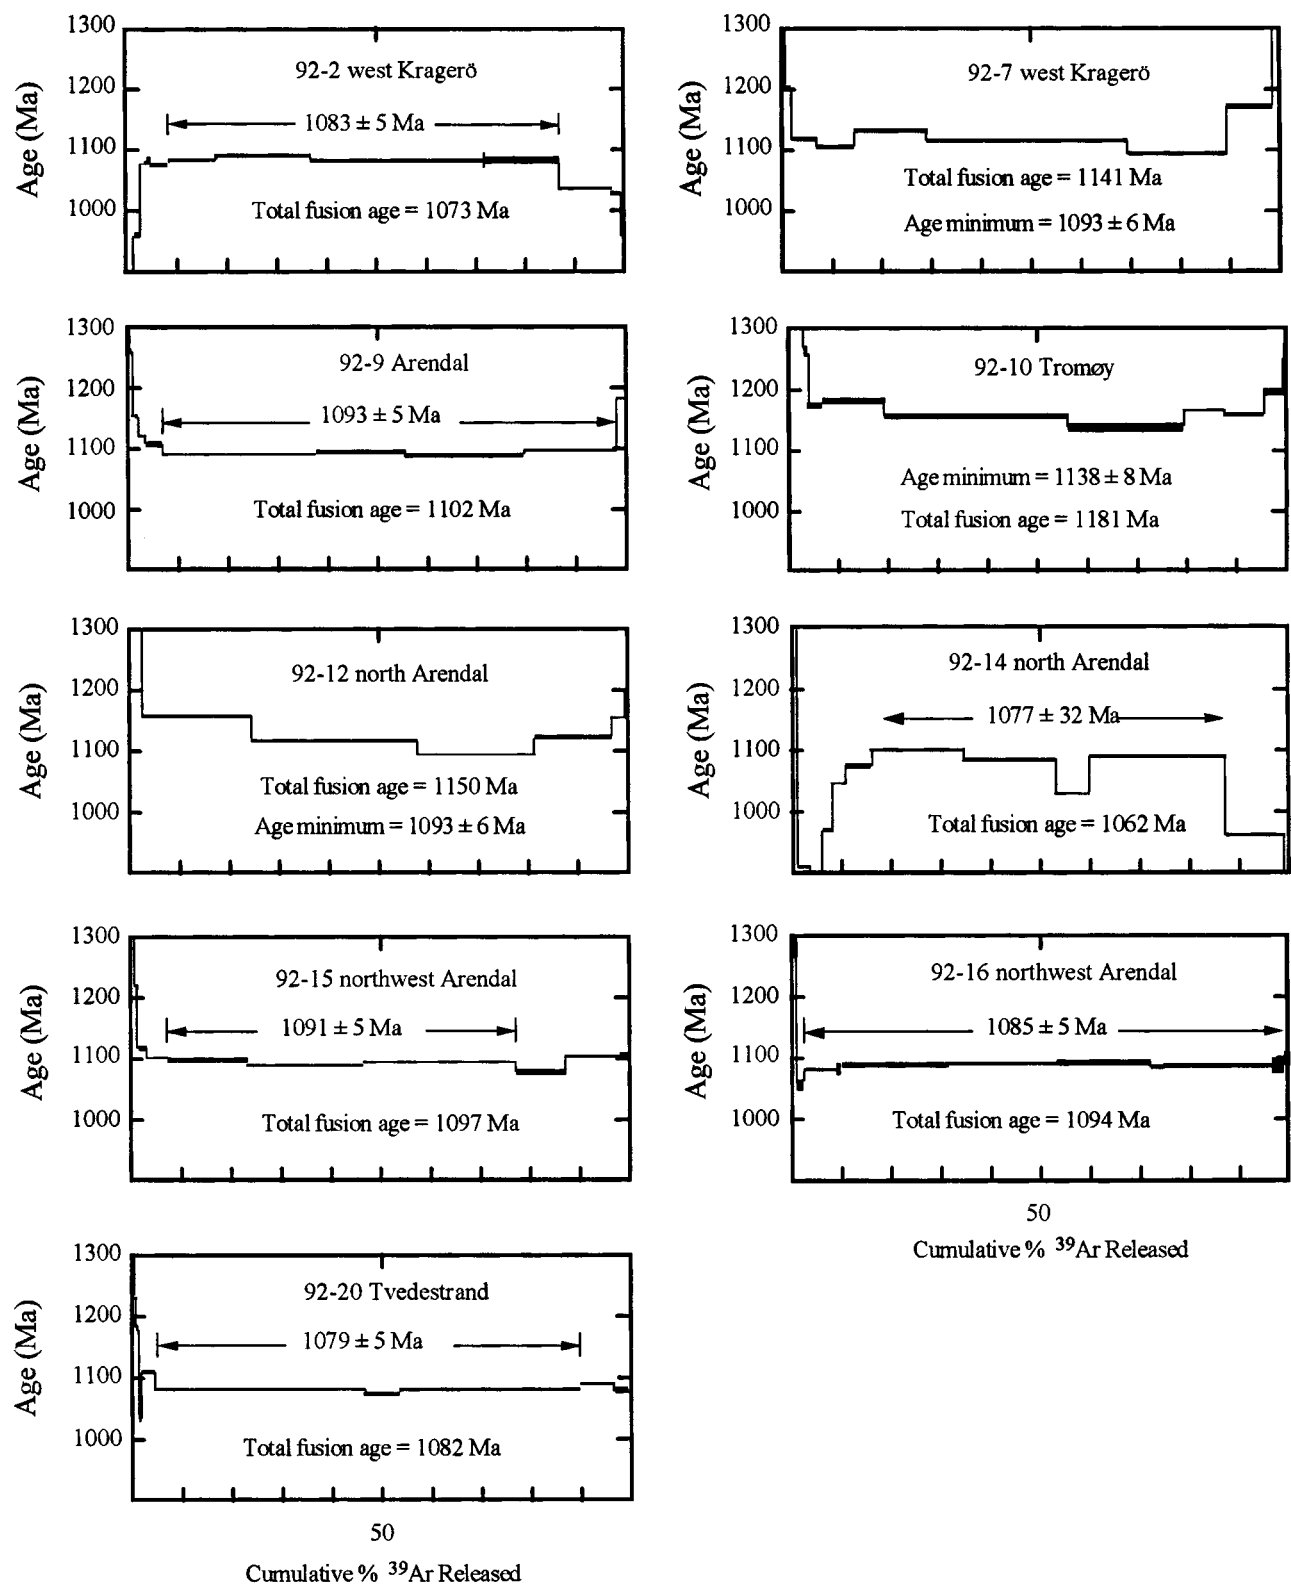 1300
1200
1100
1000
Age (Ma)
92-2 west Kragerö
1083 ± 5 Ma
Total fusion age = 1073 Ma
1300
1200
1100
1000
Age (Ma)
92-7 west Kragerö
Total fusion age = 1141 Ma
Age minimum = 1093 ± 6 Ma
1300
1200
1100
1000
Age (Ma)
92-9 Arendal
1093 ± 5 Ma
Total fusion age = 1102 Ma
1300
1200
1100
1000
Age (Ma)
92-10 Tromøy
Age minimum = 1138 ± 8 Ma
Total fusion age = 1181 Ma
1300
1200
1100
1000
Age (Ma)
92-12 north Arendal
Total fusion age = 1150 Ma
Age minimum = 1093 ± 6 Ma
1300
1200
1100
1000
Age (Ma)
92-14 north Arendal
1077 ± 32 Ma
Total fusion age = 1062 Ma
1300
1200
1100
1000
Age (Ma)
92-15 northwest Arendal
1091 ± 5 Ma
Total fusion age = 1097 Ma
1300
1200
1100
1000
Age (Ma)
92-16 northwest Arendal
1085 ± 5 Ma
Total fusion age = 1094 Ma
50
Cumulative % ³⁹Ar Released
1300
1200
1100
1000
Age (Ma)
92-20 Tvedestrand
1079 ± 5 Ma
Total fusion age = 1082 Ma
50
Cumulative % ³⁹Ar Released